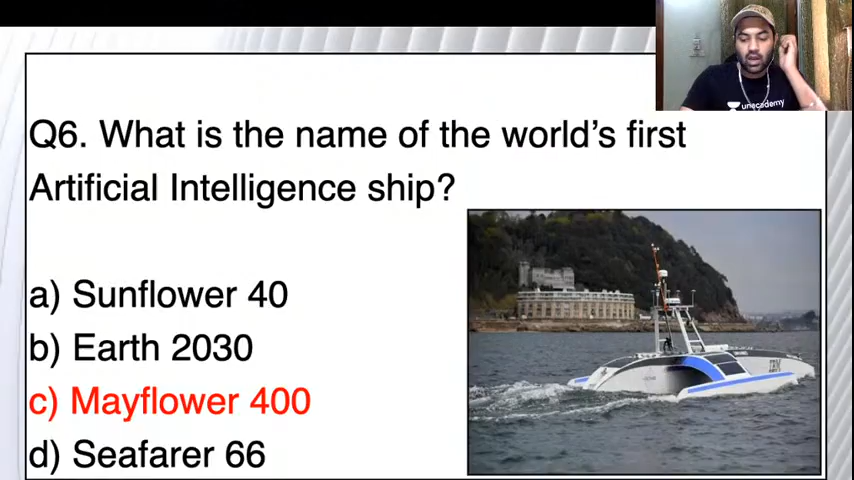 unacademy
Q6. What is the name of the world's first
Artificial Intelligence ship?
a) Sunflower 40
b) Earth 2030
c) Mayflower 400
d) Seafarer 66
IBM